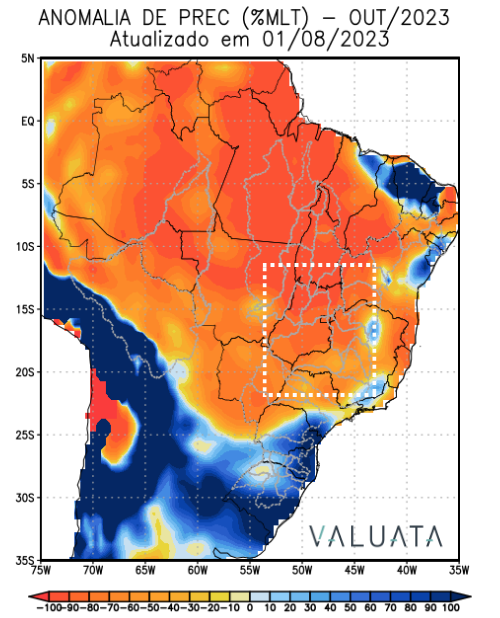 ANOMALIA DE PREC (%MLT) – OUT/2023
Atualizado em 01/08/2023
5N
EQ
5S
10S
15S
20S
25S
30S
35S
VALUATA
75W 70W 65W 60W 55W 50W 45W 40W 35W
-100-90-80-70-60-50-40-30-20-10 0 10 20 30 40 50 60 70 80 90 100